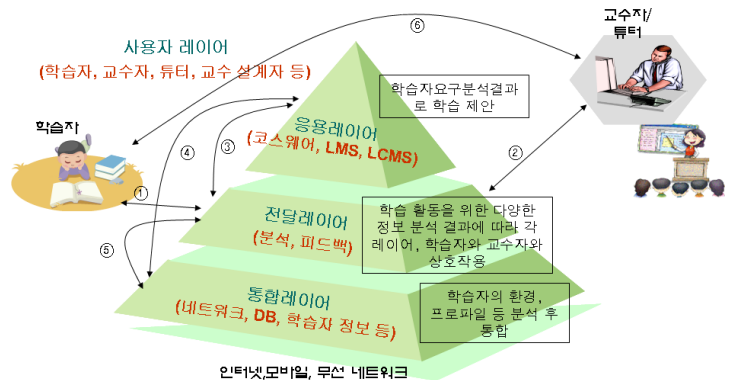 ⑥
교수자/
튜터
사용자 레이어
(학습자, 교수자, 튜터, 교수 설계자 등)
학습자요구분석결과
로 학습 제안
학습자
응용레이어
(코스웨어, LMS, LCMS)
④
③
②
①
전달레이어
(분석, 피드백)
학습 활동을 위한 다양한
정보 분석 결과에 따라 각
레이어, 학습자와 교수자와
상호작용
⑤
통합레이어
(네트워크, DB, 학습자 정보 등)
학습자의 환경,
프로파일 등 분석 후
통합
인터넷,모바일, 무선 네트워크